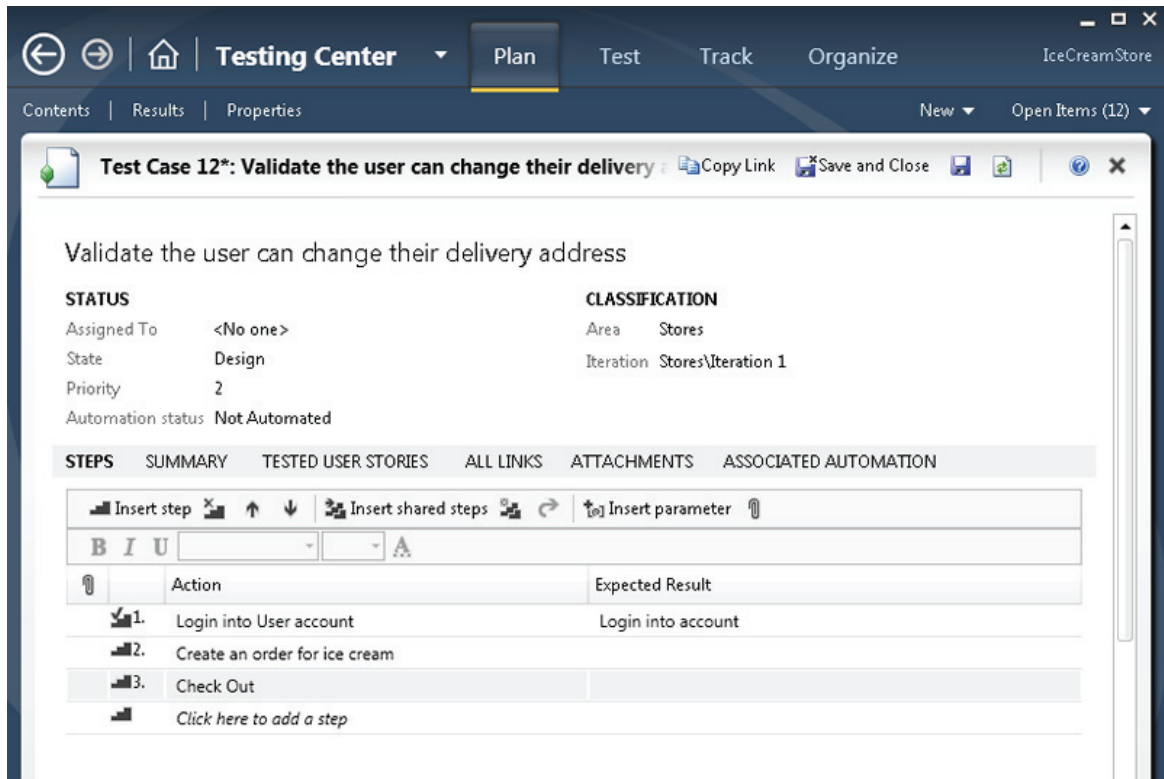 Testing Center Plan Test Track Organize IceCreamStore
Contents | Results | Properties New Open Items (12)
Test Case 12*: Validate the user can change their delivery Copy Link Save and Close
Validate the user can change their delivery address
STATUS CLASSIFICATION
Assigned To <No one> Area Stores
State Design Iteration Stores\Iteration 1
Priority 2
Automation status Not Automated
STEPS SUMMARY TESTED USER STORIES ALL LINKS ATTACHMENTS ASSOCIATED AUTOMATION
Insert step Insert shared steps Insert parameter
B I U A
Action Expected Result
1. Login into User account Login into account
2. Create an order for ice cream
3. Check Out
Click here to add a step